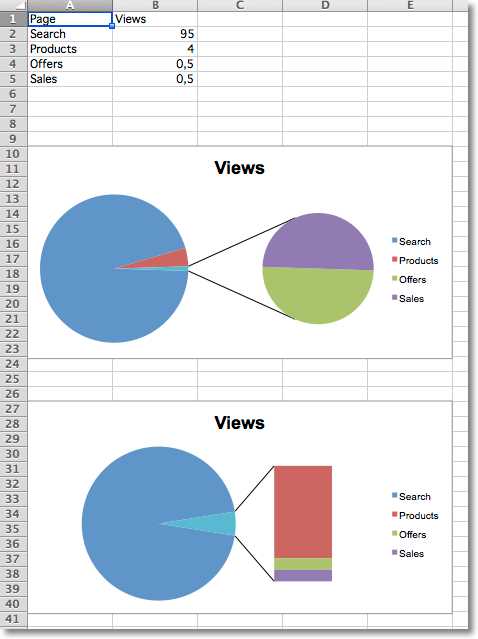 A B C D E
1 Page Views
2 Search 95
3 Products 4
4 Offers 0,5
5 Sales 0,5
6
7
8
9
10
11 Views
12
13
14
15
16 Search
17 Products
18
19 Offers
20 Sales
21
22
23
24
25
26
27
28 Views
29
30
31
32
33 Search
34 Products
35 Offers
36
37 Sales
38
39
40
41